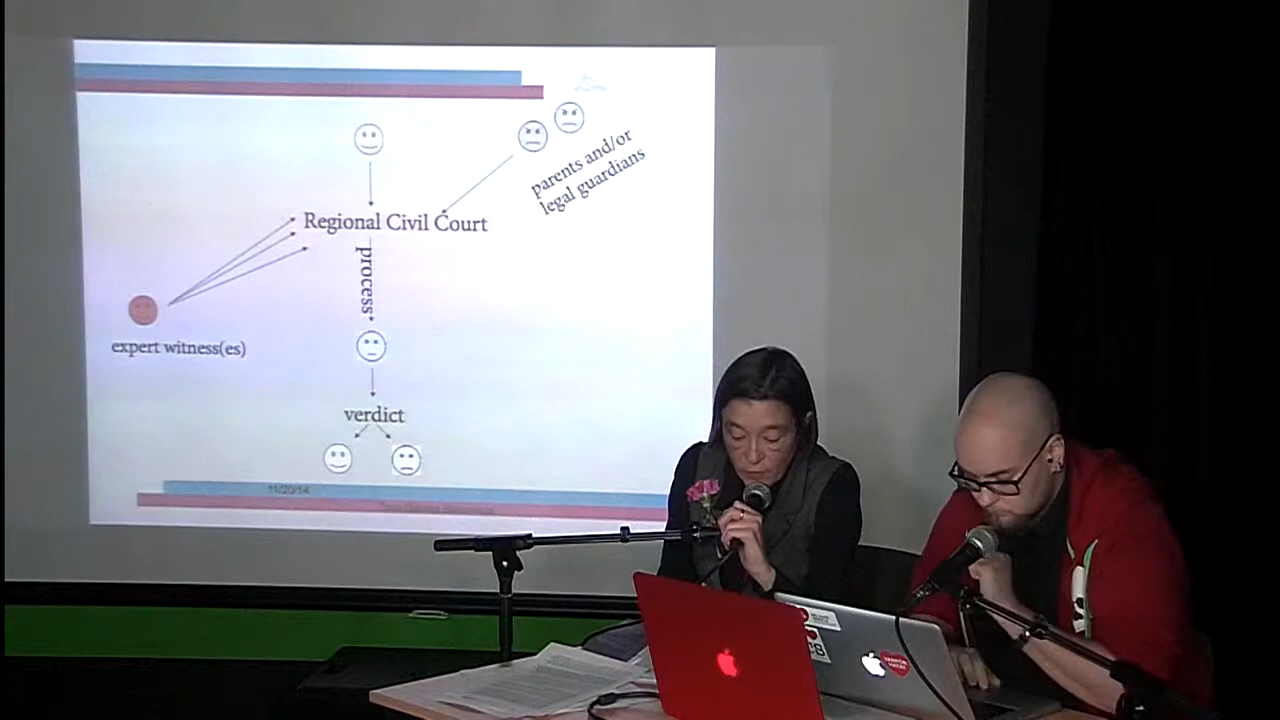 parents and/or
legal guardians
Regional Civil Court
process
expert witness(es)
verdict
11/20/14